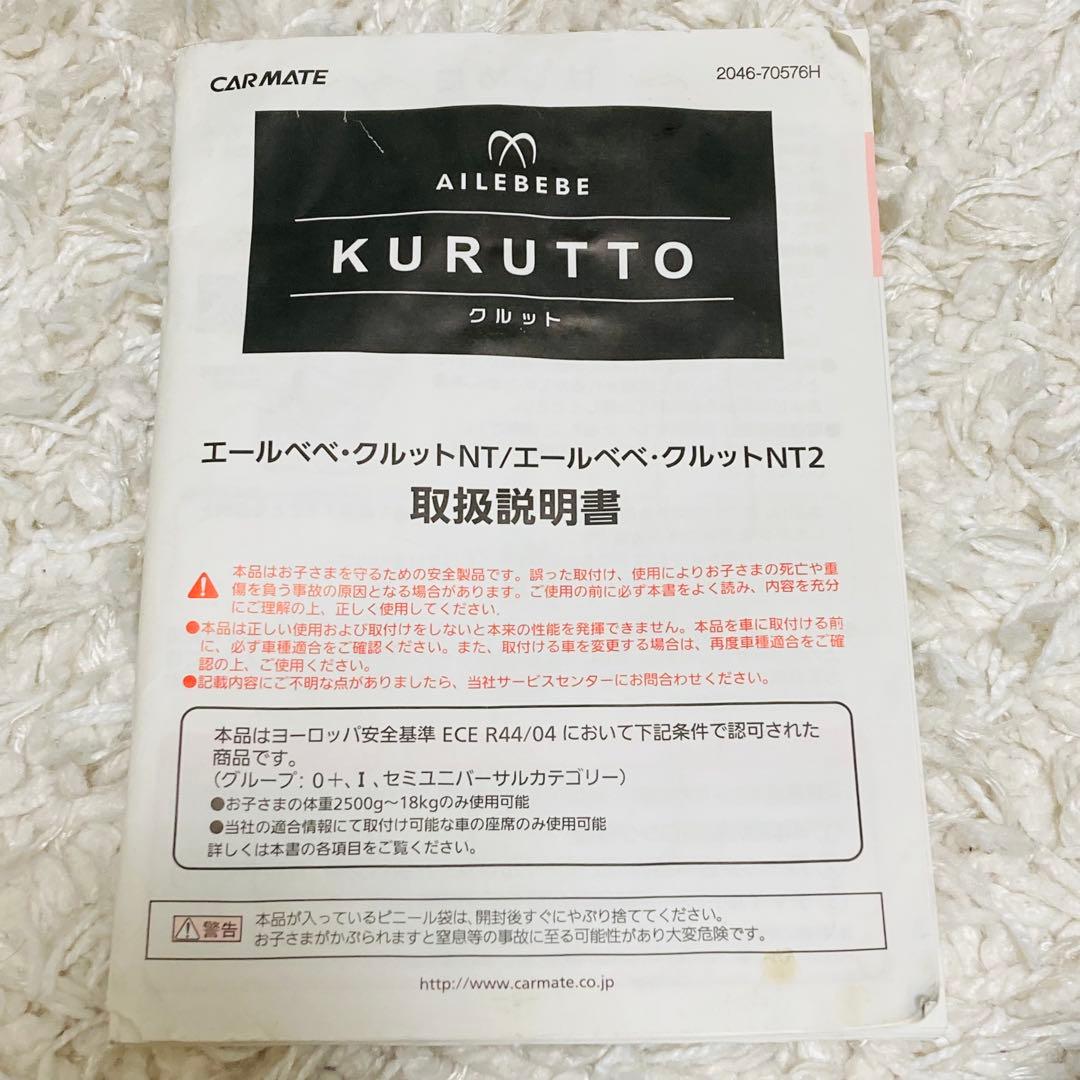 CARMATE
2046-70576H
AILEBEBE
KURUTTO
クルット
エールベベ・クルットNT/エールベベ・クルットNT2
取扱説明書
本品はお子さまを守るための安全製品です。誤った取付け、使用によりお子さまの死亡や重
傷を負う事故の原因となる場合があります。ご使用の前に必ず本書をよく読み、内容を充分
にご理解の上、正しく使用してください.
●本品は正しい使用および取付けをしないと本来の性能を発揮できません。本品を車に取付ける前
に、必ず車種適合をご確認ください。また、取付ける車を変更する場合は、再度車種適合をご確
認の上、ご使用ください。
●記載内容にご不明な点がありましたら、当社サービスセンターにお問合わせください。
本品はヨーロッパ安全基準 ECE R44/04 において下記条件で認可された
商品です。
(グループ: 0+、I、セミユニバーサルカテゴリー)
●お子さまの体重2500g~18kgのみ使用可能
●当社の適合情報にて取付け可能な車の座席のみ使用可能
詳しくは本書の各項目をご覧ください。
警告
本品が入っているビニール袋は、開封後すぐにやぶり捨ててください。
お子さまがかぶられますと窒息等の事故に至る可能性があり大変危険です。
http://www.carmate.co.jp